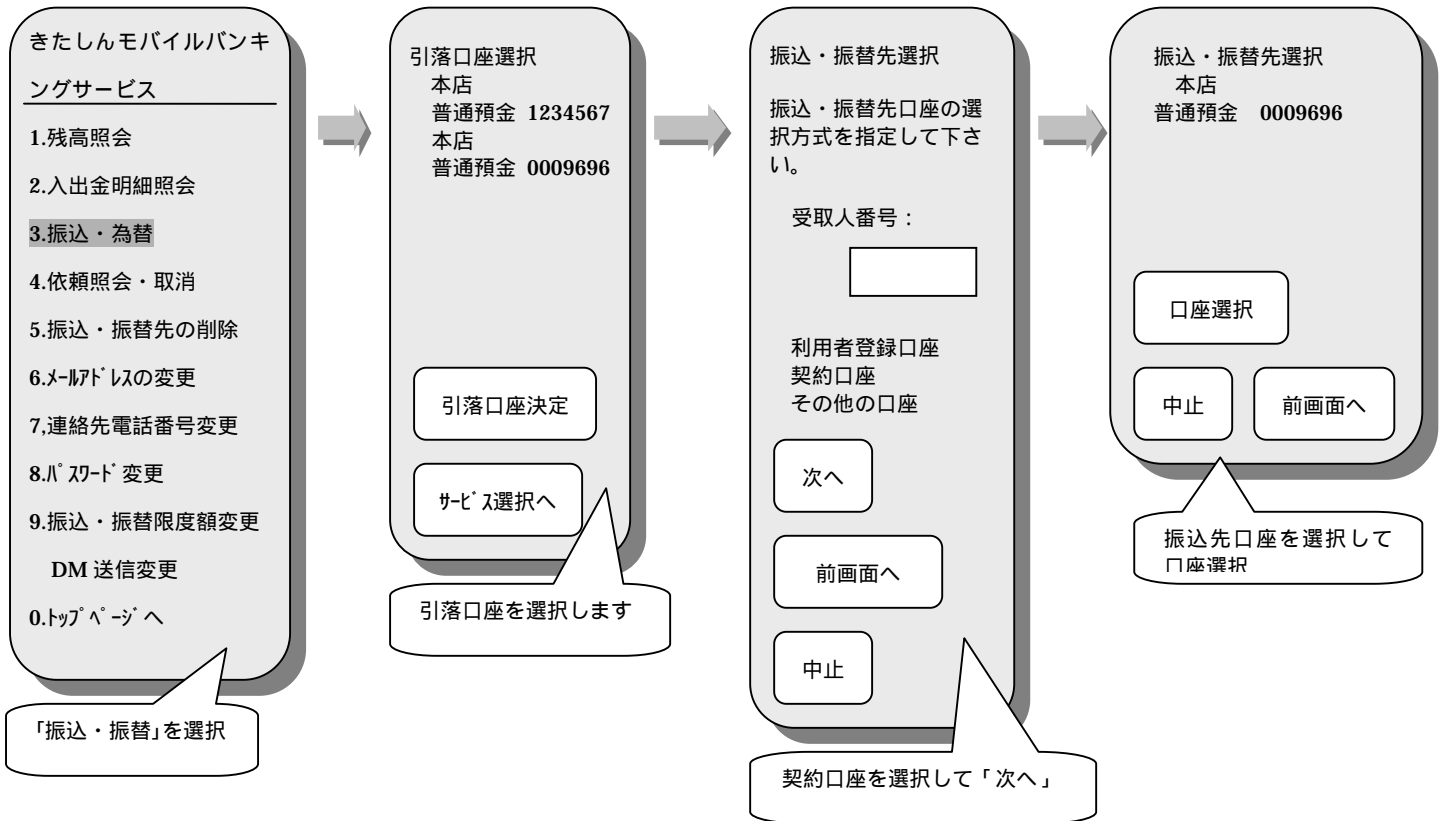 きたしんモバイルバンキ
ングサービス
1.残高照会
2.入出金明細照会
3.振込・為替
4.依頼照会・取消
5.振込・振替先の削除
6.ﾒｰﾙｱﾄﾞﾚｽの変更
7,連絡先電話番号変更
8.ﾊﾟｽﾜｰﾄﾞ変更
9.振込・振替限度額変更
DM 送信変更
0.ﾄｯﾌﾟﾍﾟｰｼﾞへ
「振込・振替」を選択
引落口座選択
本店
普通預金 1234567
本店
普通預金 0009696
引落口座決定
ｻｰﾋﾞｽ選択へ
引落口座を選択します
振込・振替先選択
振込・振替先口座の選
択方式を指定して下さ
い。
受取人番号：
利用者登録口座
契約口座
その他の口座
次へ
前画面へ
中止
契約口座を選択して「次へ」
振込・振替先選択
本店
普通預金 0009696
口座選択
中止 前画面へ
振込先口座を選択して
口座選択